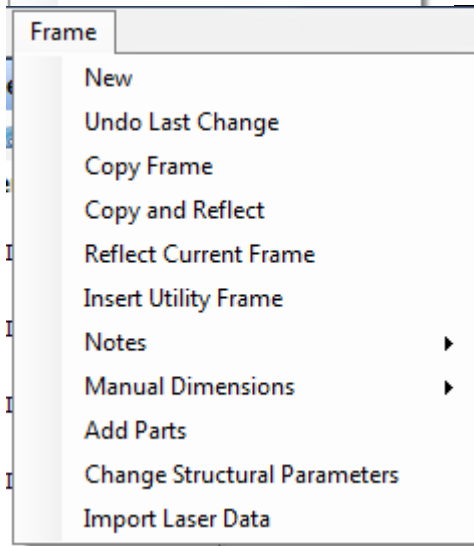 Frame
New
Undo Last Change
Copy Frame
Copy and Reflect
Reflect Current Frame
Insert Utility Frame
Notes
Manual Dimensions
Add Parts
Change Structural Parameters
Import Laser Data